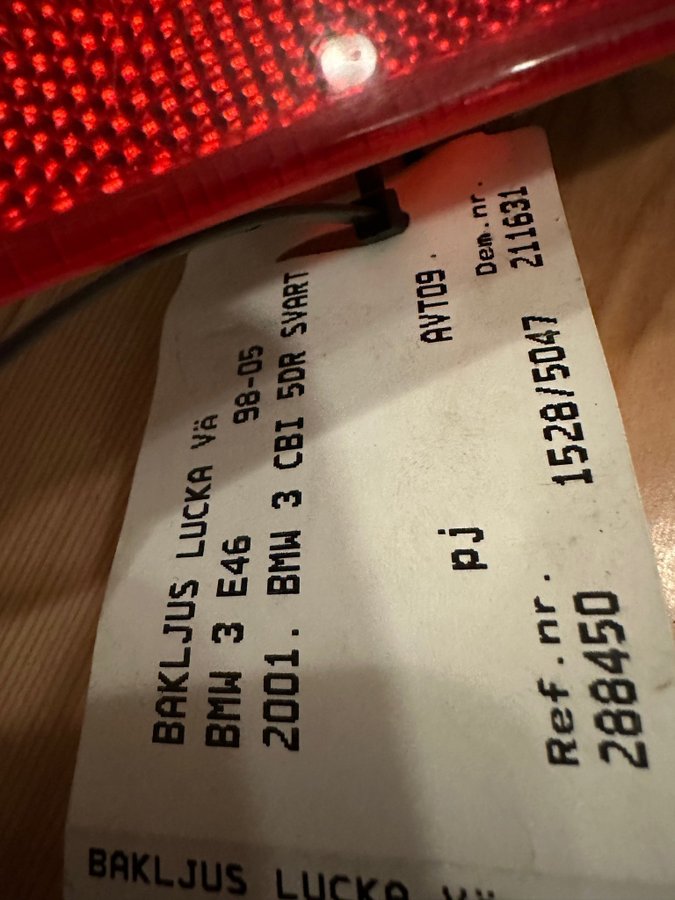 BAKLJUS LUCKA VÄ
BMW 3 E46 98-05
2001. BMW 3 CBI 5DR SVART
AVT09.
pj
Dem.nr.
211631
Ref.nr. 1528/5047
288450
BAKLJUS LUCKA VÄ